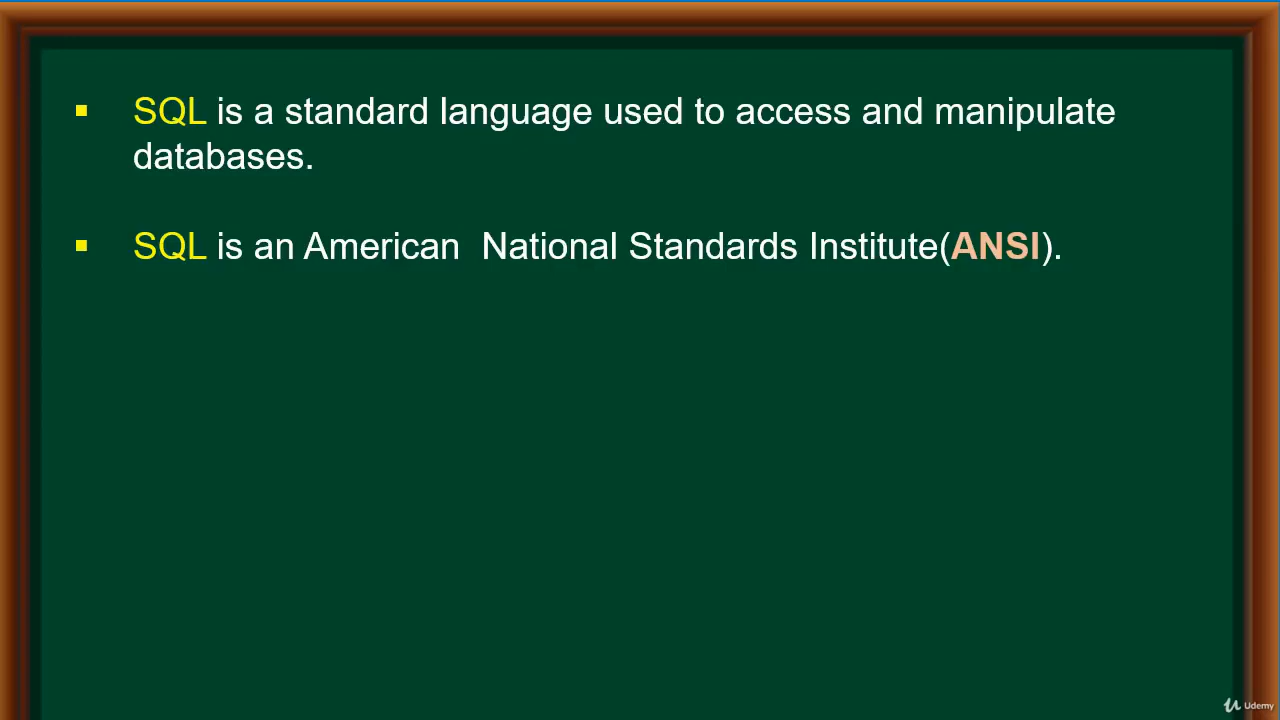 ▪ SQL is a standard language used to access and manipulate
databases.
▪ SQL is an American  National Standards Institute(ANSI).
Udemy